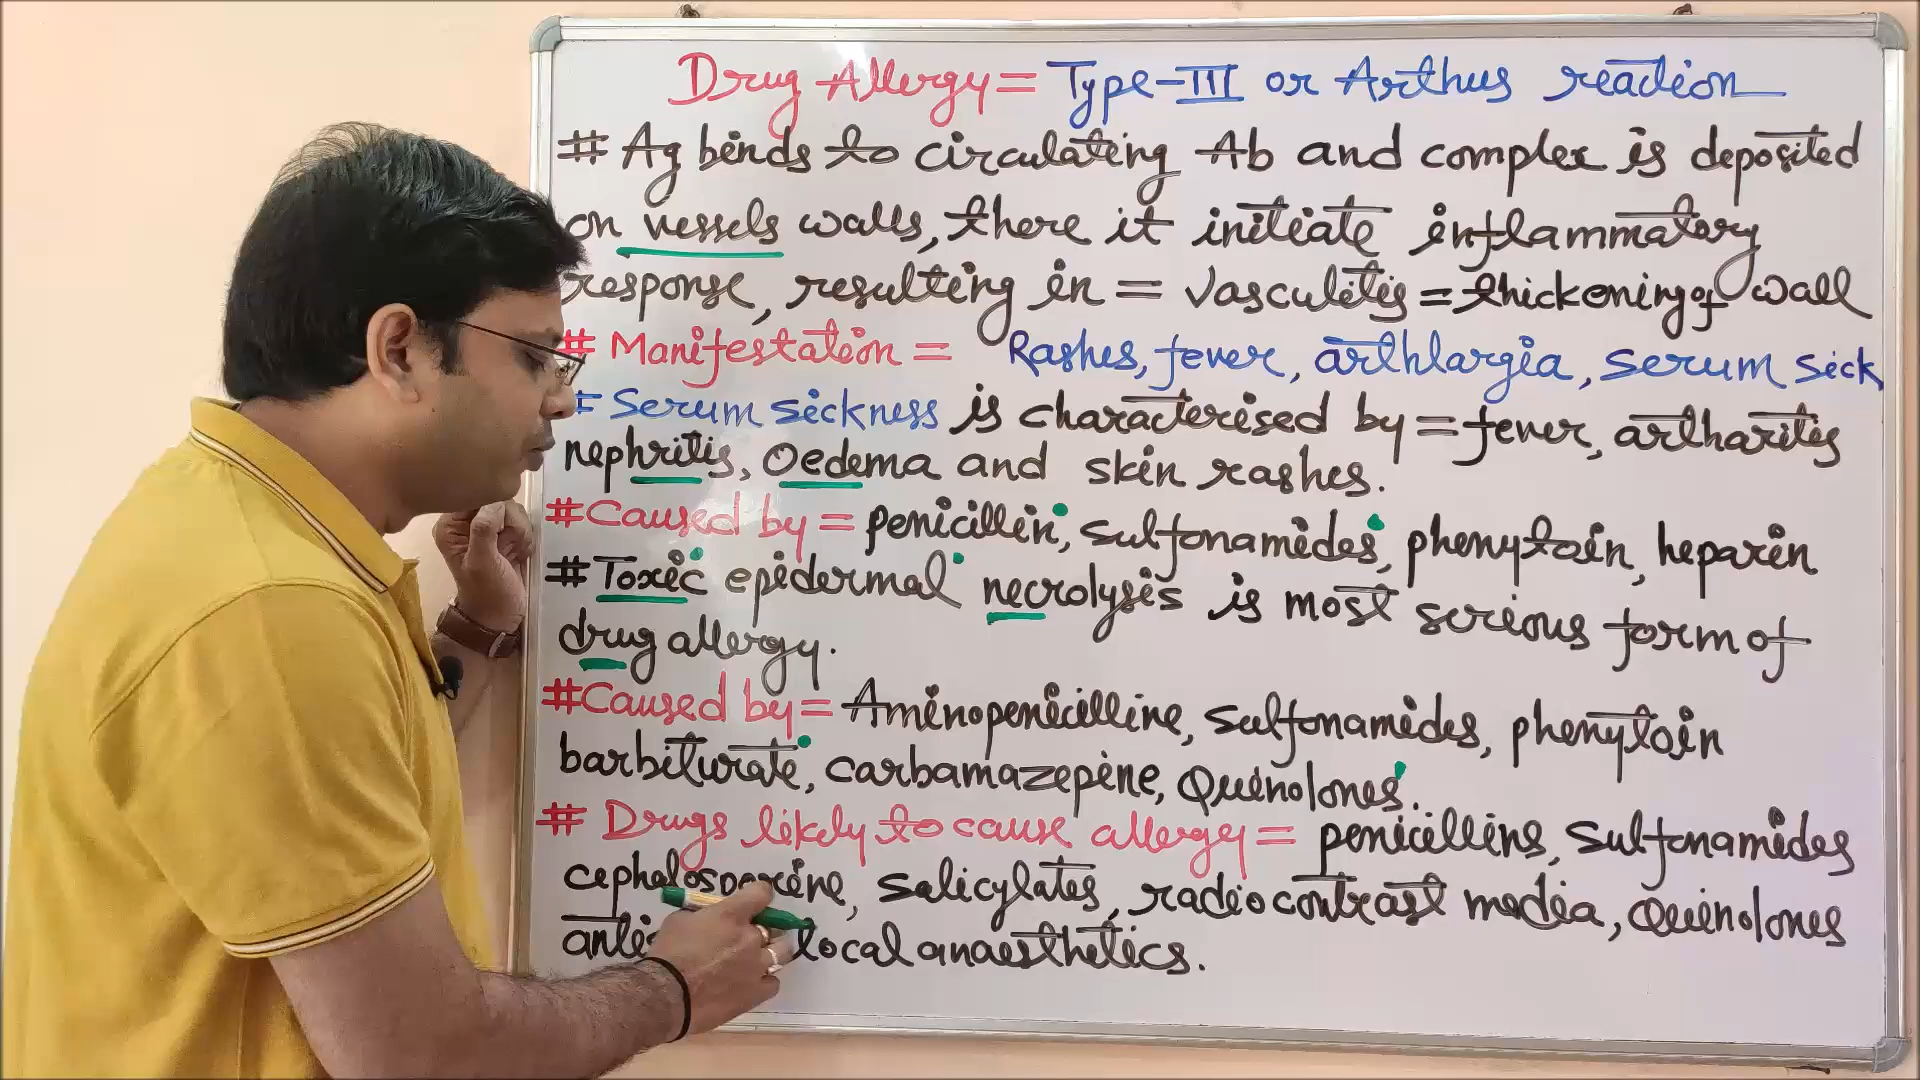 Drug Allergy = Type-III or Arthus reaction
# Ag binds to circulating Ab and complex is deposited
on vessels walls, there it initiate inflammatory
response, resulting in = Vasculitis = thickening of wall
# Manifestation = Rashes, fever, arthlargia, serum sick
# Serum sickness is characterised by = fever, artharitis
nephritis, Oedema and skin rashes.
#Caused by = penicillin, sulfonamides, phenytoin, heparin
#Toxic epidermal necrolysis is most serious form of
drug allergy.
#Caused by = Aminopenicilline, sulfonamides, phenytoin
barbiturate, carbamazepine, Quinolones.
# Drugs likely to cause allergy = penicillins, sulfonamides
cephalosporine, salicylates, radio contrast media, Quinolones
local anaesthetics.